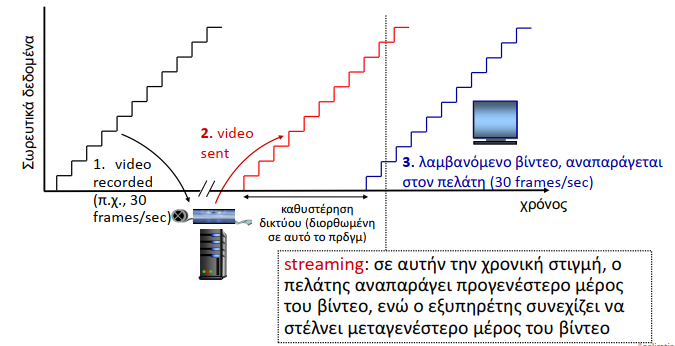 Σωρευτικά δεδομένα
1. video
recorded
(π.χ., 30
frames/sec)
2. video
sent
3. λαμβανόμενο βίντεο, αναπαράγεται
στον πελάτη (30 frames/sec)
χρόνος
καθυστέρηση
δικτύου (διορθωμένη
σε αυτό το πρδγμ)
streaming: σε αυτήν την χρονική στιγμή, ο
πελάτης αναπαράγει προγενέστερο μέρος
του βίντεο, ενώ ο εξυπηρέτης συνεχίζει να
στέλνει μεταγενέστερο μέρος του βίντεο